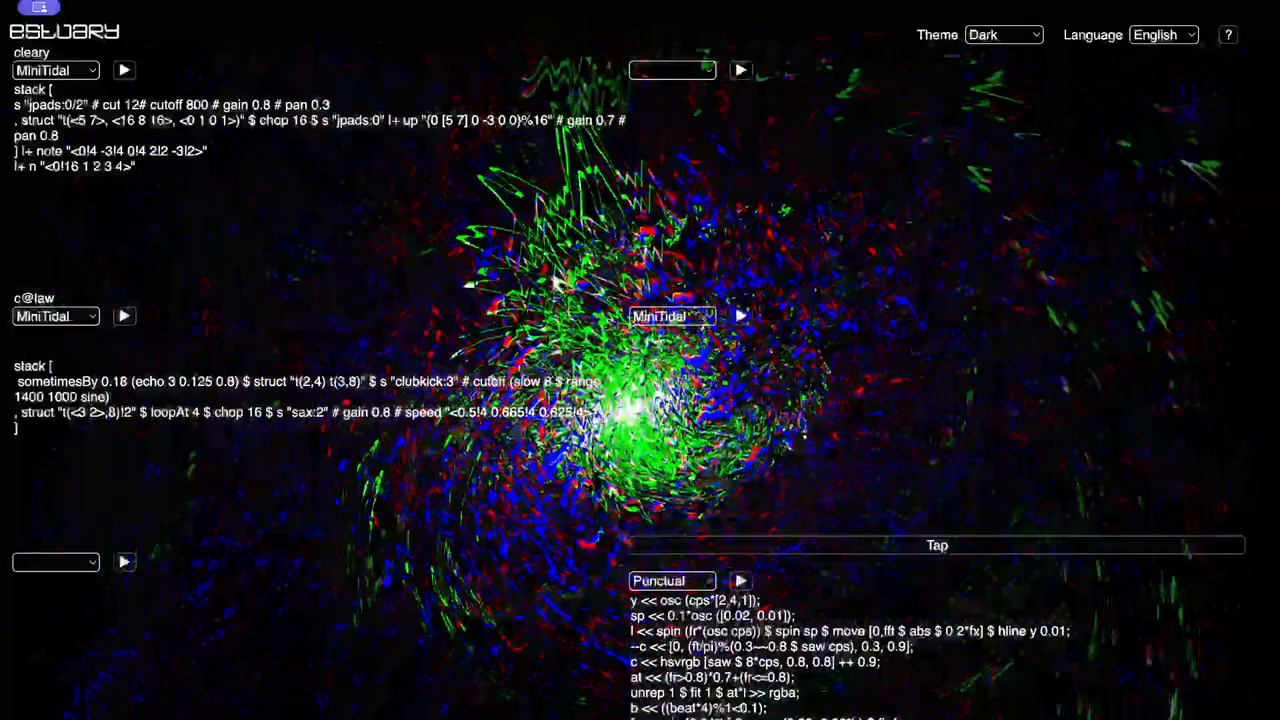 ESTUARY
Theme Dark Language English ?
cleary
MiniTidal
stack [
s "jpads:0/2" # cut 12# cutoff 800 # gain 0.8 # pan 0.3
, struct "t(<5 7>, <16 8 16>, <0 1 0 1>)" $ chop 16 $ s "jpads:0" |+ up "(0 [5 7] 0 -3 0 0)%16" # gain 0.7 #
pan 0.8
] |+ note "<0!4 -3!4 0!4 2!2 -3!2>"
|+ n "<0!16 1 2 3 4>"
c@law
MiniTidal
MiniTidal
stack [
sometimesBy 0.18 (echo 3 0.125 0.8) $ struct "t(2,4) t(3,8)" $ s "clubkick:3" # cutoff (slow 8 $ range
1400 1000 sine)
, struct "t(<3 2>,8)!2" $ loopAt 4 $ chop 16 $ s "sax:2" # gain 0.8 # speed "<0.5!4 0.665!4 0.625!4>
]
Tap
Punctual
y << osc (cps*[2,4,1]);
sp << 0.1*osc ([0.02, 0.01]);
l << spin (fr*(osc cps)) $ spin sp $ move [0,fft $ abs $ 0 2*fx] $ hline y 0.01;
--c << [0, (ft/pi)%(0.3~~0.8 $ saw cps), 0.3, 0.9];
c << hsvrgb [saw $ 8*cps, 0.8, 0.8] ++ 0.9;
at << (fr>0.8)*0.7+(fr<=0.8);
unrep 1 $ fit 1 $ at*l >> rgba;
b << ((beat*4)%1<0.1);